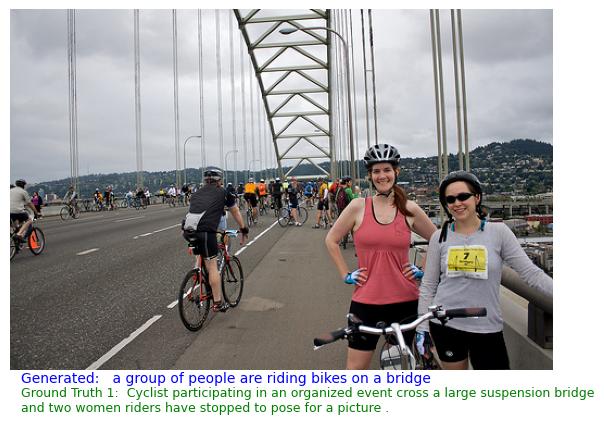 7
Generated:   a group of people are riding bikes on a bridge
Ground Truth 1:  Cyclist participating in an organized event cross a large suspension bridge
and two women riders have stopped to pose for a picture .